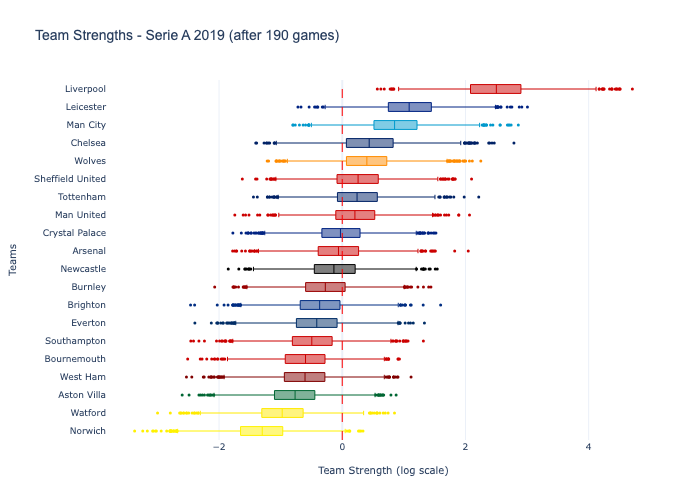 Team Strengths - Serie A 2019 (after 190 games)
Liverpool
Leicester
Man City
Chelsea
Wolves
Sheffield United
Tottenham
Man United
Crystal Palace
Arsenal
Newcastle
Burnley
Brighton
Everton
Southampton
Bournemouth
West Ham
Aston Villa
Watford
Norwich
Teams
−2
0
2
4
Team Strength (log scale)